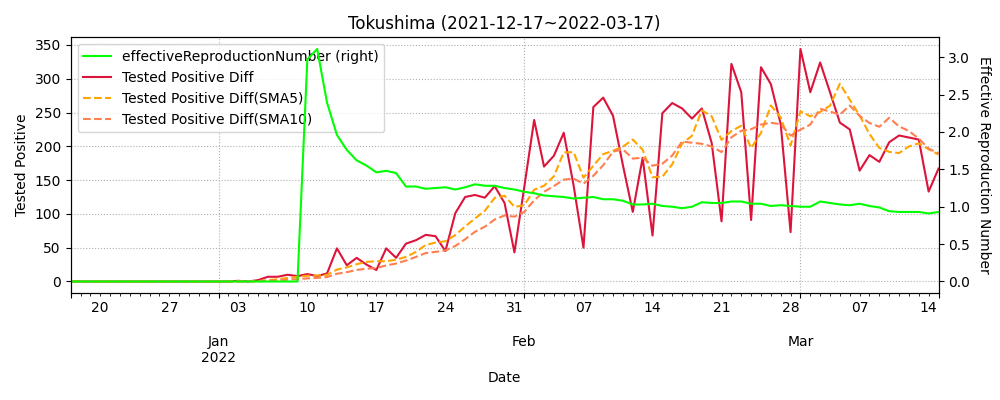 Tokushima (2021-12-17~2022-03-17)
effectiveReproductionNumber (right)
Tested Positive Diff
Tested Positive Diff(SMA5)
Tested Positive Diff(SMA10)
Tested Positive
350
300
250
200
150
100
50
0
Effective Reproduction Number
3.0
2.5
2.0
1.5
1.0
0.5
0.0
20 27 03 10 17 24 31 07 14 21 28 07 14
Jan Feb Mar
2022
Date